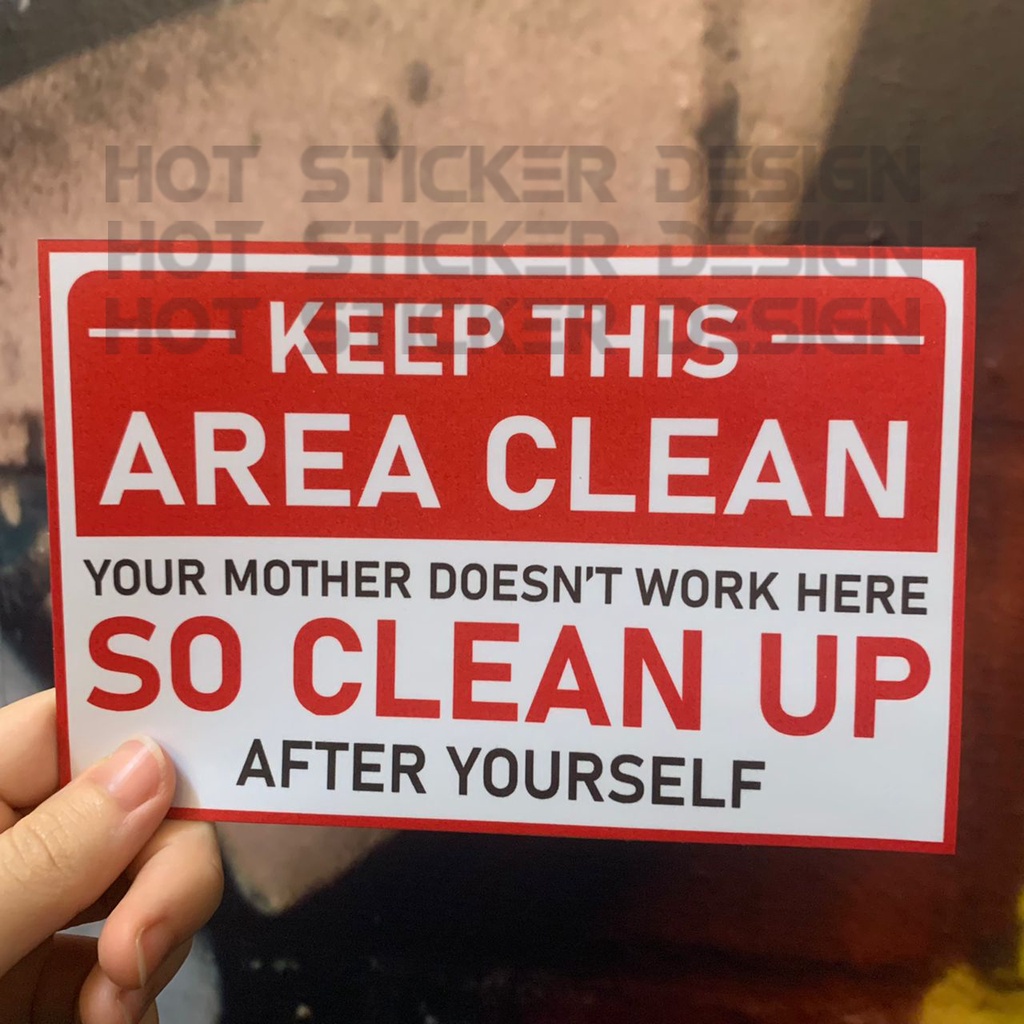 HOT STICKER DESIGN
HOT STICKER DESIGN
HOT STICKER DESIGN
KEEP THIS
AREA CLEAN
YOUR MOTHER DOESN'T WORK HERE
SO CLEAN UP
AFTER YOURSELF